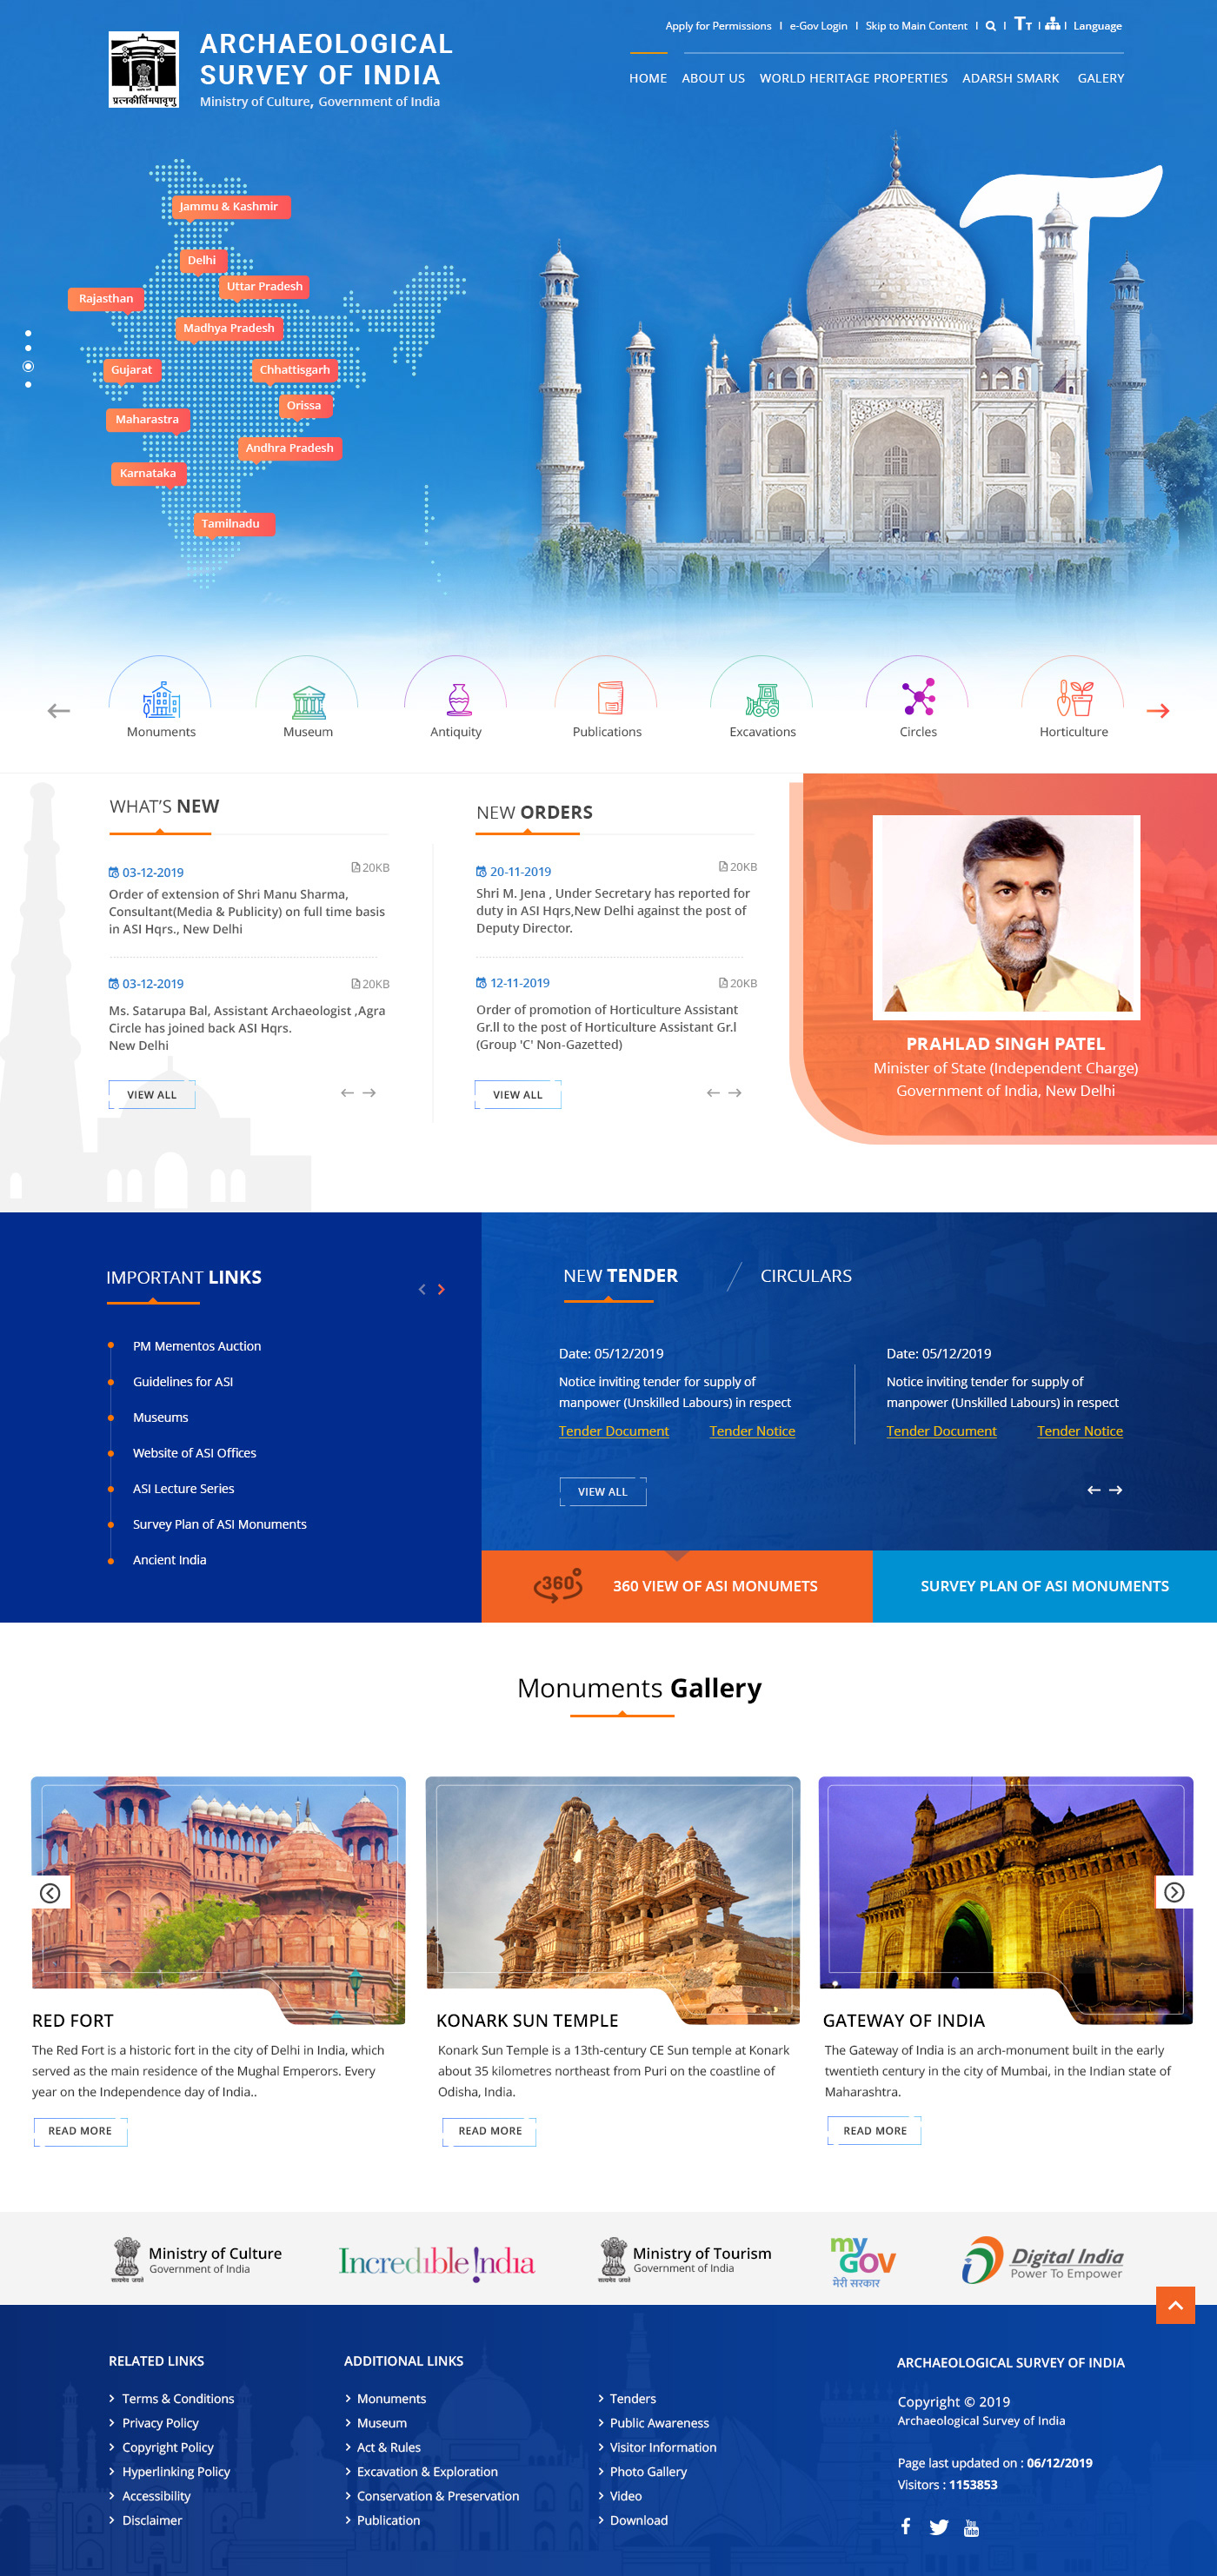 Apply for Permissions | e-Gov Login | Skip to Main Content | | TT | | Language
ARCHAEOLOGICAL
SURVEY OF INDIA
Ministry of Culture, Government of India
प्रत्नकीर्तिमपावृणु
HOME ABOUT US WORLD HERITAGE PROPERTIES ADARSH SMARK GALERY
Jammu & Kashmir
Delhi
Uttar Pradesh
Rajasthan
Madhya Pradesh
Gujarat
Chhattisgarh
Orissa
Maharastra
Andhra Pradesh
Karnataka
Tamilnadu
T
Monuments Museum Antiquity Publications Excavations Circles Horticulture
WHAT'S NEW
03-12-2019 20KB
Order of extension of Shri Manu Sharma,
Consultant(Media & Publicity) on full time basis
in ASI Hqrs., New Delhi
03-12-2019 20KB
Ms. Satarupa Bal, Assistant Archaeologist ,Agra
Circle has joined back ASI Hqrs.
New Delhi
VIEW ALL
NEW ORDERS
20-11-2019 20KB
Shri M. Jena , Under Secretary has reported for
duty in ASI Hqrs,New Delhi against the post of
Deputy Director.
12-11-2019 20KB
Order of promotion of Horticulture Assistant
Gr.ll to the post of Horticulture Assistant Gr.l
(Group 'C' Non-Gazetted)
VIEW ALL
PRAHLAD SINGH PATEL
Minister of State (Independent Charge)
Government of India, New Delhi
IMPORTANT LINKS
PM Mementos Auction
Guidelines for ASI
Museums
Website of ASI Offices
ASI Lecture Series
Survey Plan of ASI Monuments
Ancient India
NEW TENDER CIRCULARS
Date: 05/12/2019
Notice inviting tender for supply of
manpower (Unskilled Labours) in respect
Tender Document Tender Notice
Date: 05/12/2019
Notice inviting tender for supply of
manpower (Unskilled Labours) in respect
Tender Document Tender Notice
VIEW ALL
360° 360 VIEW OF ASI MONUMETS
SURVEY PLAN OF ASI MONUMENTS
Monuments Gallery
RED FORT
The Red Fort is a historic fort in the city of Delhi in India, which
served as the main residence of the Mughal Emperors. Every
year on the Independence day of India..
READ MORE
KONARK SUN TEMPLE
Konark Sun Temple is a 13th-century CE Sun temple at Konark
about 35 kilometres northeast from Puri on the coastline of
Odisha, India.
READ MORE
GATEWAY OF INDIA
The Gateway of India is an arch-monument built in the early
twentieth century in the city of Mumbai, in the Indian state of
Maharashtra.
READ MORE
सत्यमेव जयते
Ministry of Culture
Government of India
Incredible !ndia
सत्यमेव जयते
Ministry of Tourism
Government of India
my
GOV
मेरी सरकार
Digital India
Power To Empower
RELATED LINKS
Terms & Conditions
Privacy Policy
Copyright Policy
Hyperlinking Policy
Accessibility
Disclaimer
ADDITIONAL LINKS
Monuments
Museum
Act & Rules
Excavation & Exploration
Conservation & Preservation
Publication
Tenders
Public Awareness
Visitor Information
Photo Gallery
Video
Download
ARCHAEOLOGICAL SURVEY OF INDIA
Copyright © 2019
Archaeological Survey of India
Page last updated on : 06/12/2019
Visitors : 1153853
You
Tube